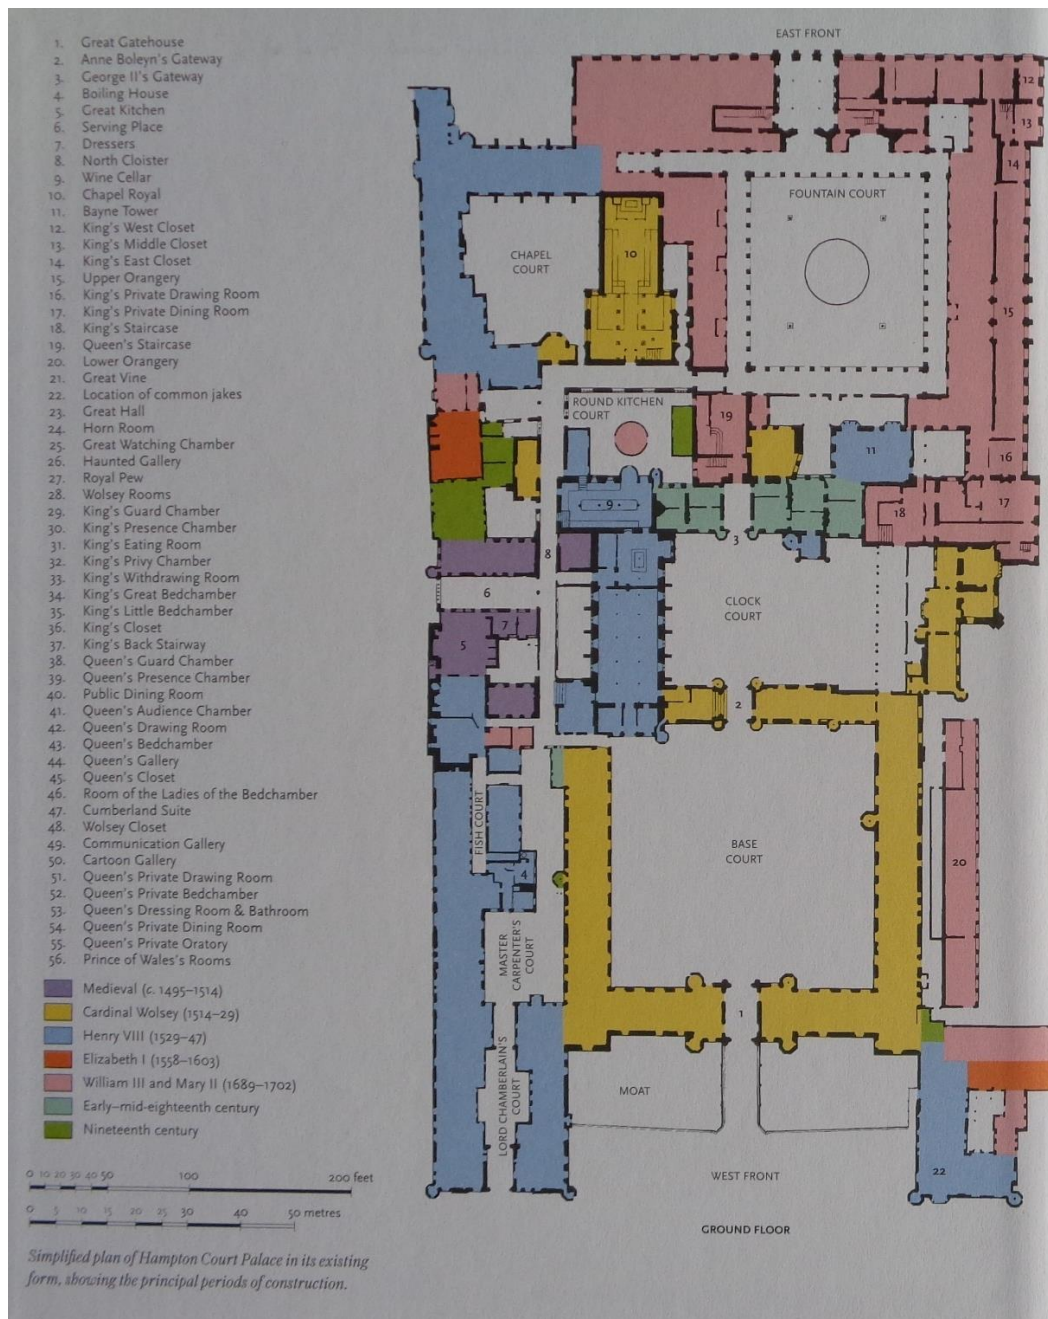 1. Great Gatehouse
2. Anne Boleyn's Gateway
3. George II's Gateway
4. Boiling House
5. Great Kitchen
6. Serving Place
7. Dressers
8. North Cloister
9. Wine Cellar
10. Chapel Royal
11. Bayne Tower
12. King's West Closet
13. King's Middle Closet
14. King's East Closet
15. Upper Orangery
16. King's Private Drawing Room
17. King's Private Dining Room
18. King's Staircase
19. Queen's Staircase
20. Lower Orangery
21. Great Vine
22. Location of common jakes
23. Great Hall
24. Horn Room
25. Great Watching Chamber
26. Haunted Gallery
27. Royal Pew
28. Wolsey Rooms
29. King's Guard Chamber
30. King's Presence Chamber
31. King's Eating Room
32. King's Privy Chamber
33. King's Withdrawing Room
34. King's Great Bedchamber
35. King's Little Bedchamber
36. King's Closet
37. King's Back Stairway
38. Queen's Guard Chamber
39. Queen's Presence Chamber
40. Public Dining Room
41. Queen's Audience Chamber
42. Queen's Drawing Room
43. Queen's Bedchamber
44. Queen's Gallery
45. Queen's Closet
46. Room of the Ladies of the Bedchamber
47. Cumberland Suite
48. Wolsey Closet
49. Communication Gallery
50. Cartoon Gallery
51. Queen's Private Drawing Room
52. Queen's Private Bedchamber
53. Queen's Dressing Room & Bathroom
54. Queen's Private Dining Room
55. Queen's Private Oratory
56. Prince of Wales's Rooms
Medieval (c. 1495–1514)
Cardinal Wolsey (1514–29)
Henry VIII (1529–47)
Elizabeth I (1558–1603)
William III and Mary II (1689–1702)
Early–mid-eighteenth century
Nineteenth century
0 10 20 30 40 50 100 200 feet
0 5 10 20 30 40 50 metres
Simplified plan of Hampton Court Palace in its existing
form, showing the principal periods of construction.
EAST FRONT
12
13
14
FOUNTAIN COURT
CHAPEL
COURT
10
15
ROUND KITCHEN
COURT
19
11
16
9
18
17
3
8
6
CLOCK
COURT
7
5
2
FISH COURT
BASE
COURT
20
4
MASTER
CARPENTER'S
COURT
1
LORD CHAMBERLAIN'S
COURT
MOAT
22
WEST FRONT
GROUND FLOOR